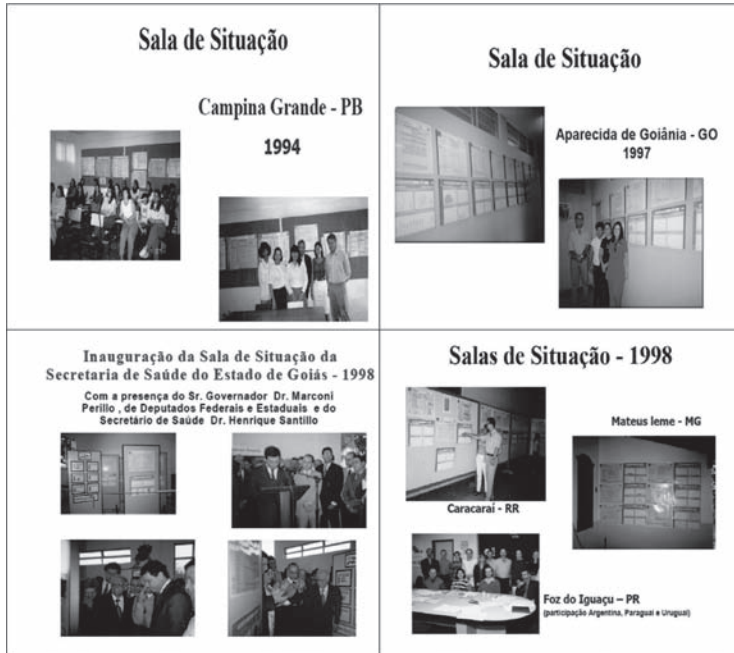 Sala de Situação
Campina Grande - PB
1994
Sala de Situação
Aparecida de Goiânia - GO
1997
Inauguração da Sala de Situação da
Secretaria de Saúde do Estado de Goiás - 1998
Com a presença do Sr. Governador Dr. Marconi
Perillo , de Deputados Federais e Estaduais e do
Secretário de Saúde Dr. Henrique Santillo
Salas de Situação - 1998
Mateus leme - MG
Caracaraí - RR
Foz do Iguaçu – PR
(participação Argentina, Paraguai e Uruguai)